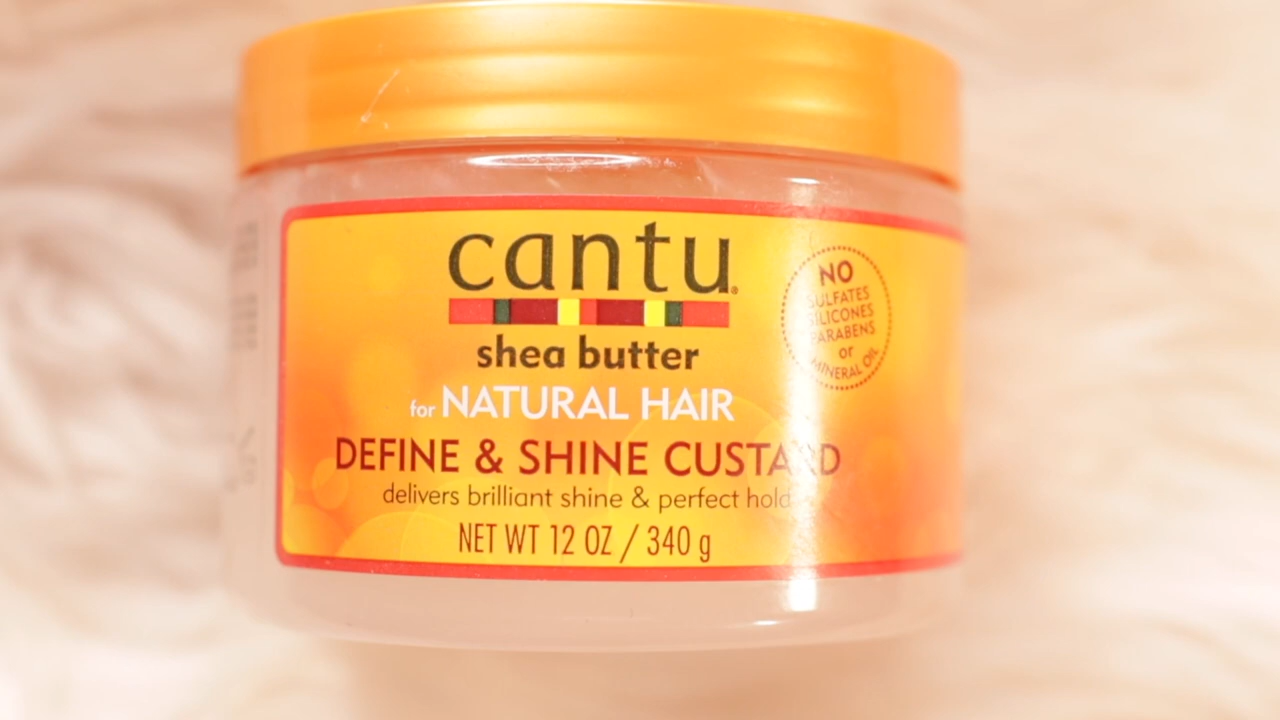 cantu®
shea butter
for NATURAL HAIR
DEFINE & SHINE CUSTARD
delivers brilliant shine & perfect hold
NET WT 12 OZ / 340 g
NO
SULFATES
SILICONES
PARABENS
or
MINERAL OIL